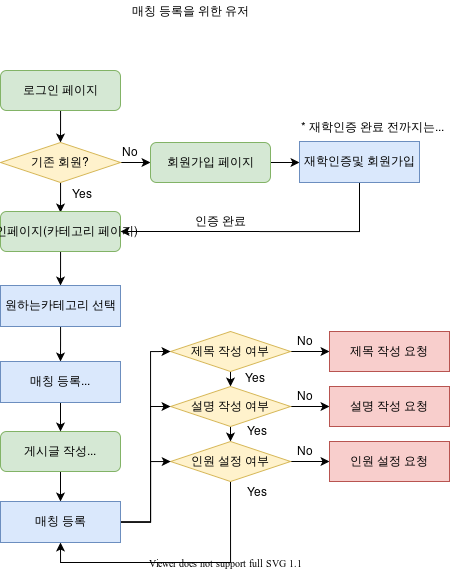 매칭 등록을 위한 유저
로그인 페이지
* 재학인증 완료 전까지는...
기존 회원?
No
회원가입 페이지
재학인증및 회원가입
Yes
인증 완료
인페이지(카테고리 페이지)
원하는카테고리 선택
제목 작성 여부
No
제목 작성 요청
Yes
매칭 등록...
설명 작성 여부
No
설명 작성 요청
Yes
게시글 작성...
인원 설정 여부
No
인원 설정 요청
Yes
매칭 등록
Viewer does not support full SVG 1.1